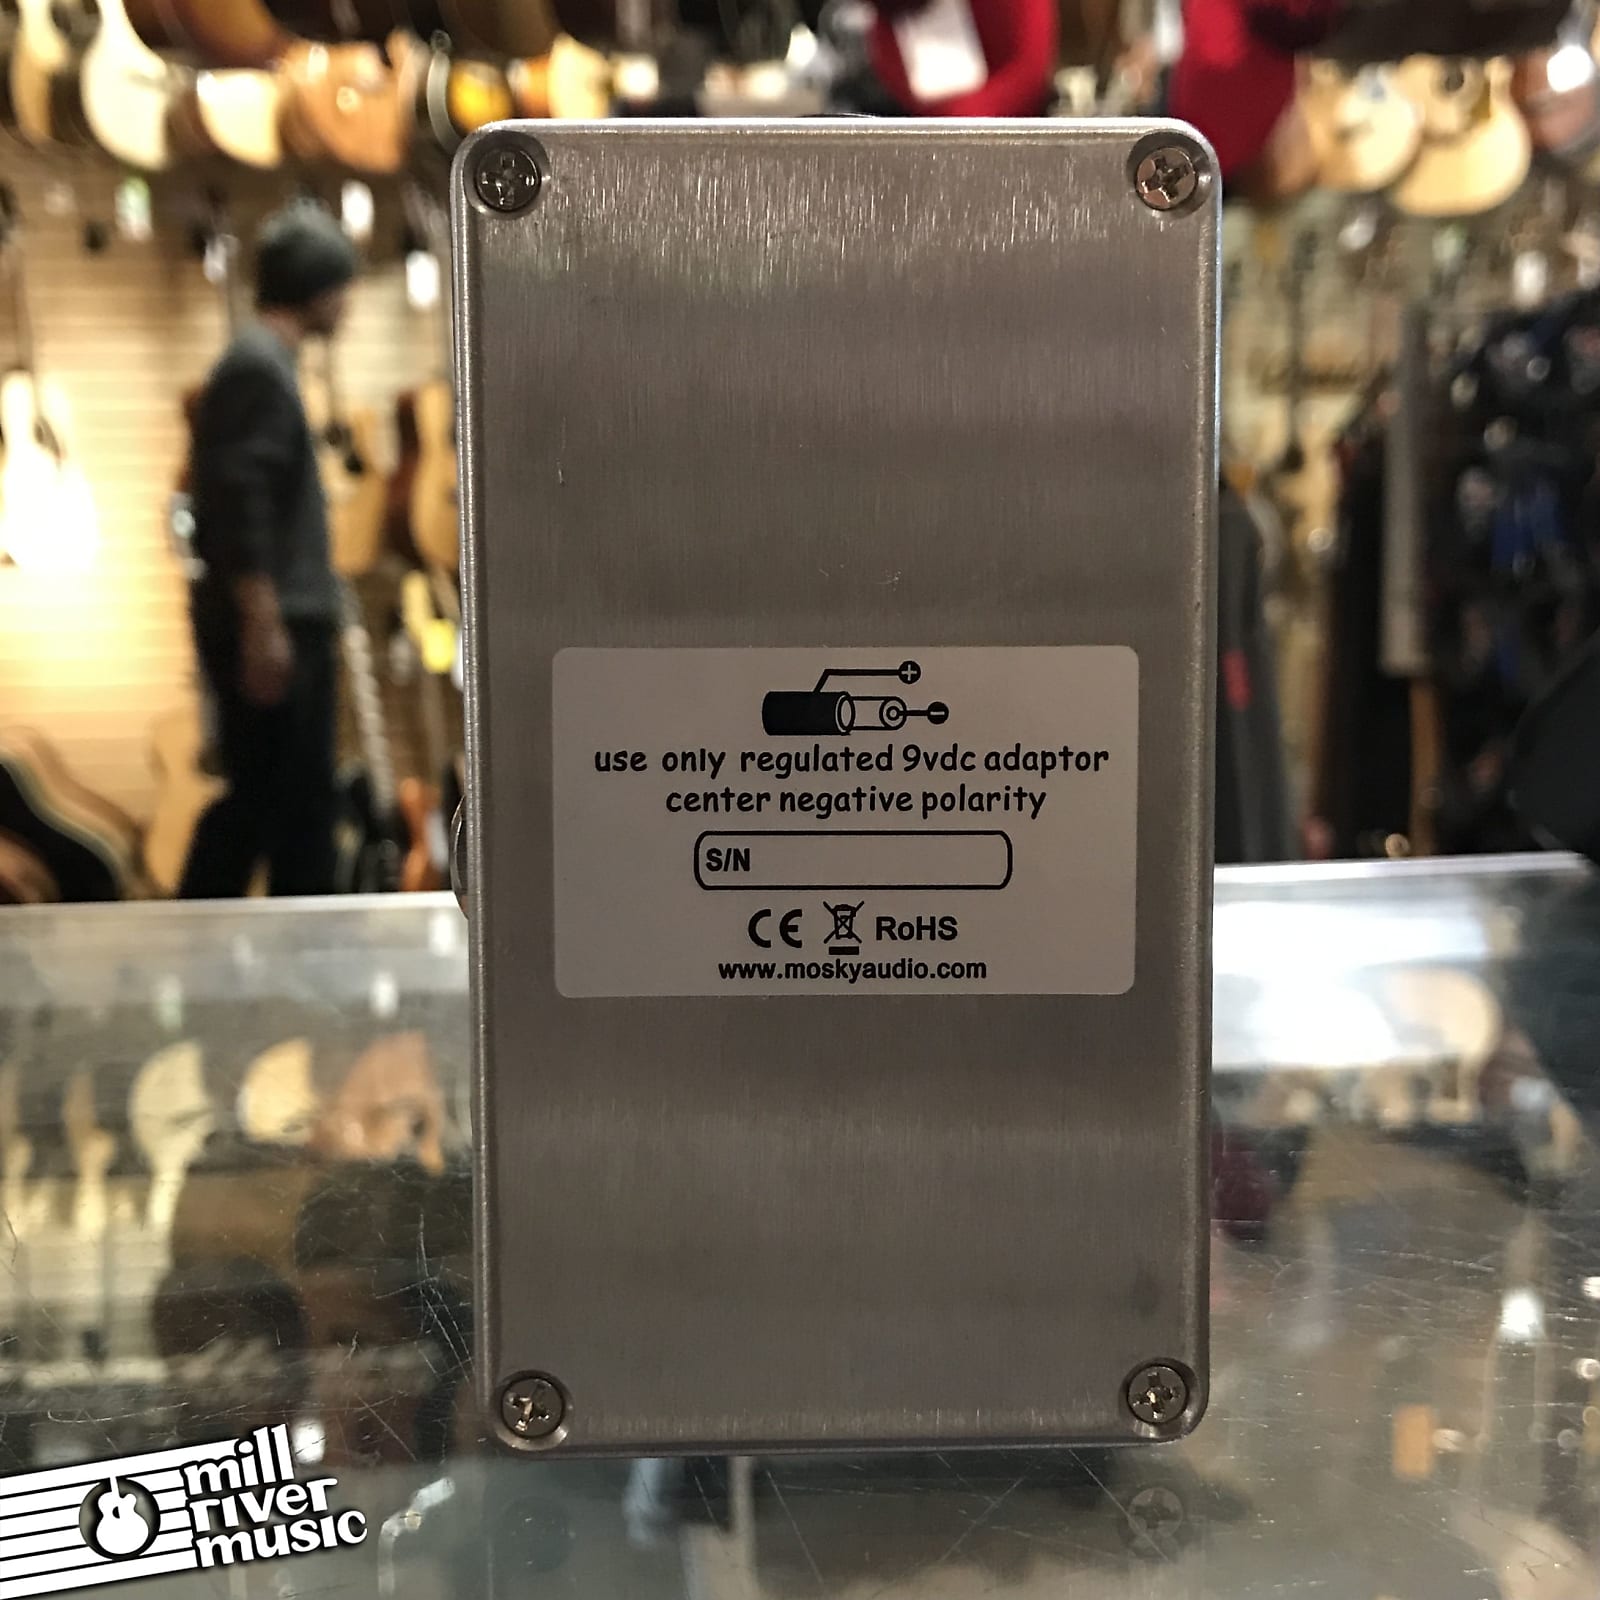 use only regulated 9vdc adaptor
center negative polarity
S/N
CE RoHS
www.moskyaudio.com
mill
river
music